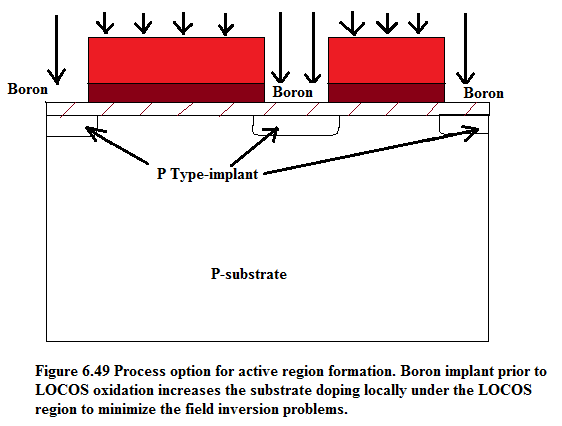 Boron
Boron
Boron
P Type-implant
P-substrate
Figure 6.49 Process option for active region formation. Boron implant prior to
LOCOS oxidation increases the substrate doping locally under the LOCOS
region to minimize the field inversion problems.